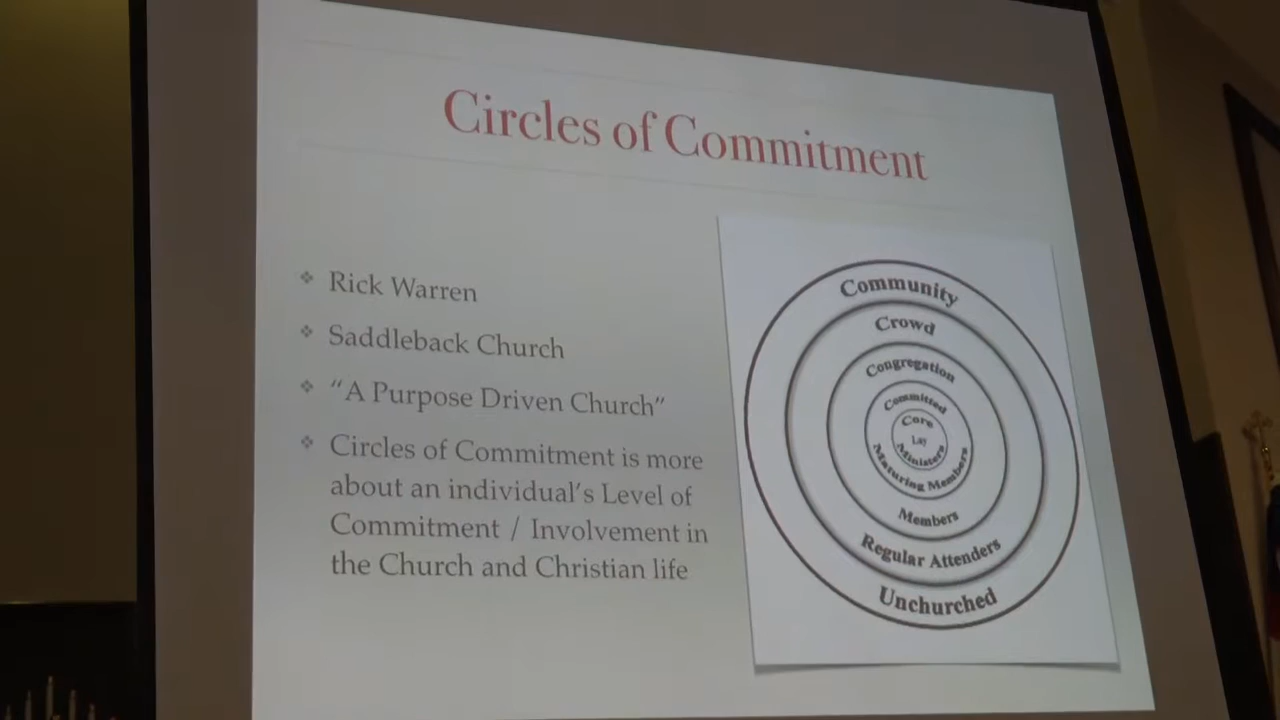 Circles of Commitment
Rick Warren
Saddleback Church
“A Purpose Driven Church”
Circles of Commitment is more
about an individual’s Level of
Commitment / Involvement in
the Church and Christian life
Community
Crowd
Congregation
Committed
Core
Lay
Ministers
Maturing Members
Members
Regular Attenders
Unchurched